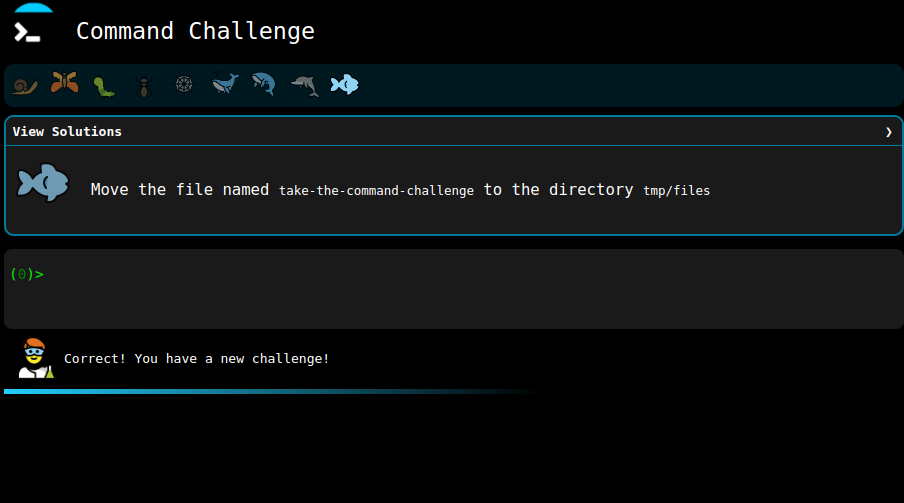 Command Challenge
View Solutions ❯
Move the file named take-the-command-challenge to the directory tmp/files
(0)>
Correct! You have a new challenge!